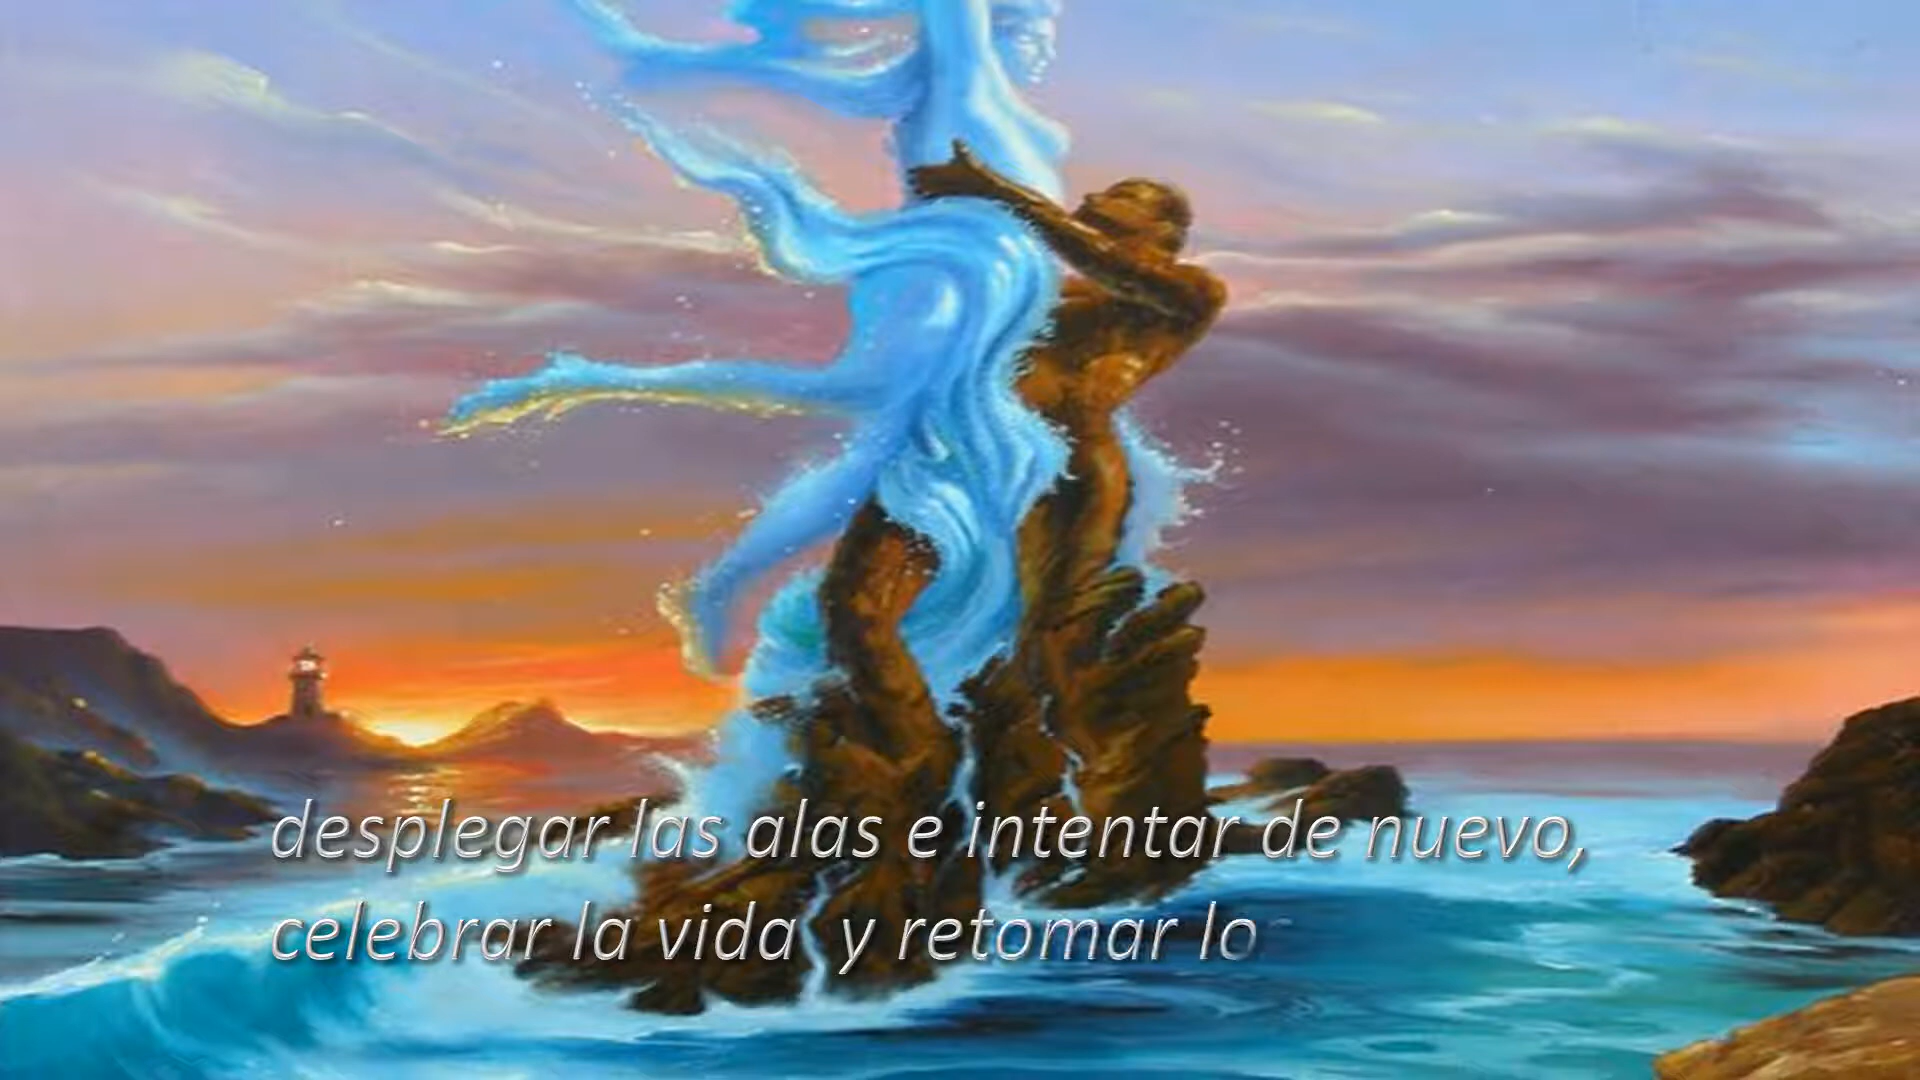 desplegar las alas e intentar de nuevo,
celebrar la vida y retomar lo